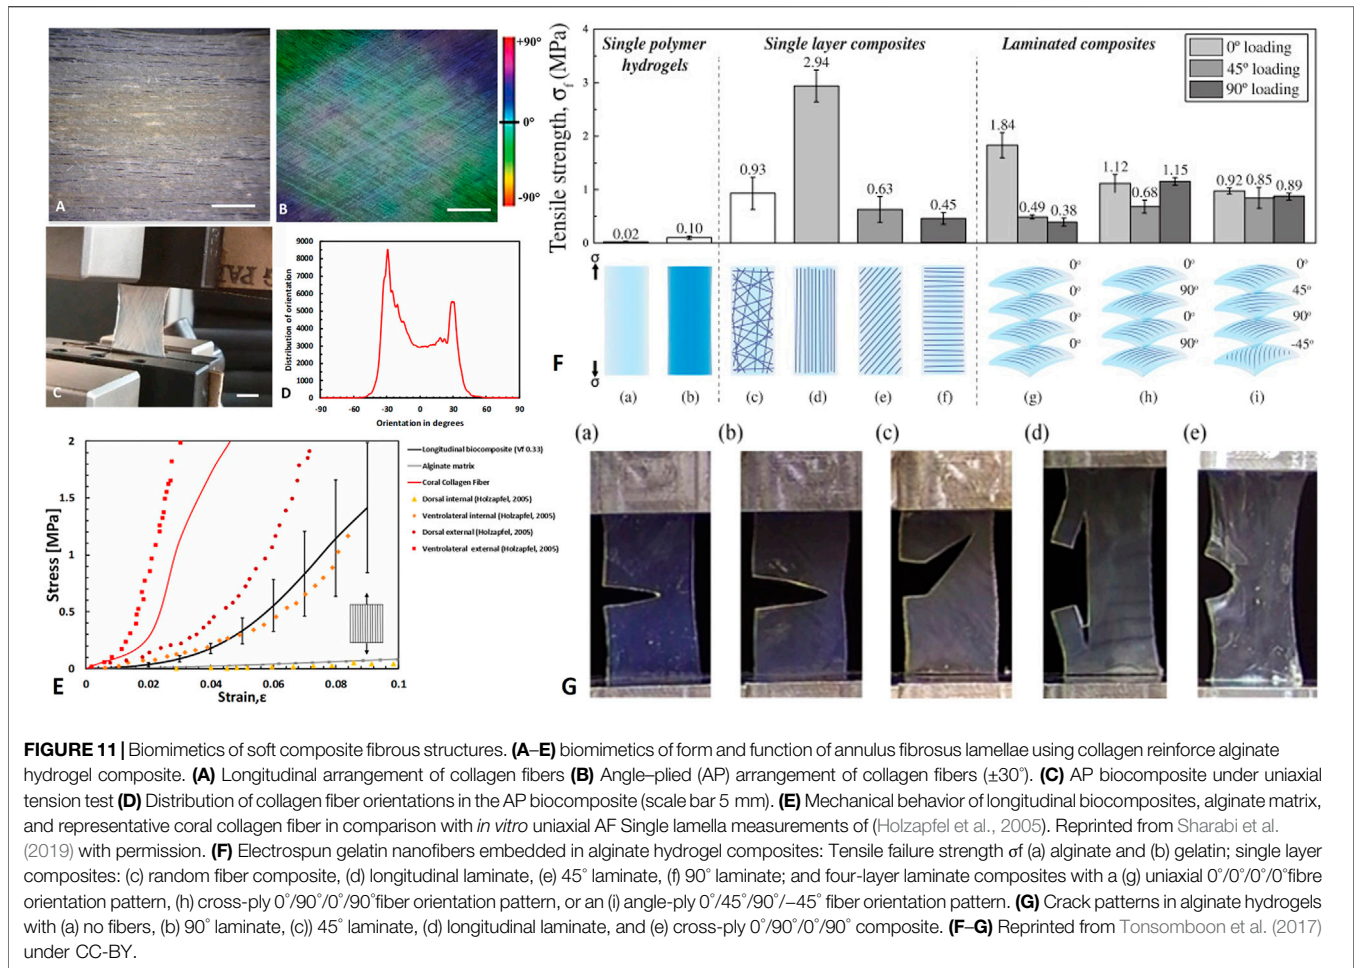 A
B
+90°
0°
-90°
C
G PAL
D
Distribution of orientation
9000
8000
7000
6000
5000
4000
3000
2000
1000
0
-90 -60 -30 0 30 60 90
Orientation in degrees
E
Stress [MPa]
2
1.5
1
0.5
0
0 0.02 0.04 0.06 0.08 0.1
Strain,ε
Longitudinal biocomposite (Vf 0.33)
Alginate matrix
Coral Collagen Fiber
Dorsal internal (Holzapfel, 2005)
Ventrolateral internal (Holzapfel, 2005)
Dorsal external (Holzapfel, 2005)
Ventrolateral external (Holzapfel, 2005)
F
Tensile strength, σf (MPa)
4
3
2
1
0
Single polymer
hydrogels
Single layer composites
Laminated composites
0º loading
45º loading
90º loading
0.02
0.10
0.93
2.94
0.63
0.45
1.84
0.49
0.38
1.12
0.68
1.15
0.92
0.85
0.89
σ
σ
0º
0º
0º
0º
0º
90º
0º
90º
0º
45º
90º
-45º
(a) (b) (c) (d) (e) (f) (g) (h) (i)
G
(a) (b) (c) (d) (e)
FIGURE 11 | Biomimetics of soft composite fibrous structures. (A–E) biomimetics of form and function of annulus fibrosus lamellae using collagen reinforce alginate
hydrogel composite. (A) Longitudinal arrangement of collagen fibers (B) Angle–plied (AP) arrangement of collagen fibers (±30°). (C) AP biocomposite under uniaxial
tension test (D) Distribution of collagen fiber orientations in the AP biocomposite (scale bar 5 mm). (E) Mechanical behavior of longitudinal biocomposites, alginate matrix,
and representative coral collagen fiber in comparison with in vitro uniaxial AF Single lamella measurements of (Holzapfel et al., 2005). Reprinted from Sharabi et al.
(2019) with permission. (F) Electrospun gelatin nanofibers embedded in alginate hydrogel composites: Tensile failure strength σf (a) alginate and (b) gelatin; single layer
composites: (c) random fiber composite, (d) longitudinal laminate, (e) 45° laminate, (f) 90° laminate; and four-layer laminate composites with a (g) uniaxial 0°/0°/0°/0°fibre
orientation pattern, (h) cross-ply 0°/90°/0°/90°fiber orientation pattern, or an (i) angle-ply 0°/45°/90°/–45° fiber orientation pattern. (G) Crack patterns in alginate hydrogels
with (a) no fibers, (b) 90° laminate, (c)) 45° laminate, (d) longitudinal laminate, and (e) cross-ply 0°/90°/0°/90° composite. (F–G) Reprinted from Tonsomboon et al. (2017)
under CC-BY.